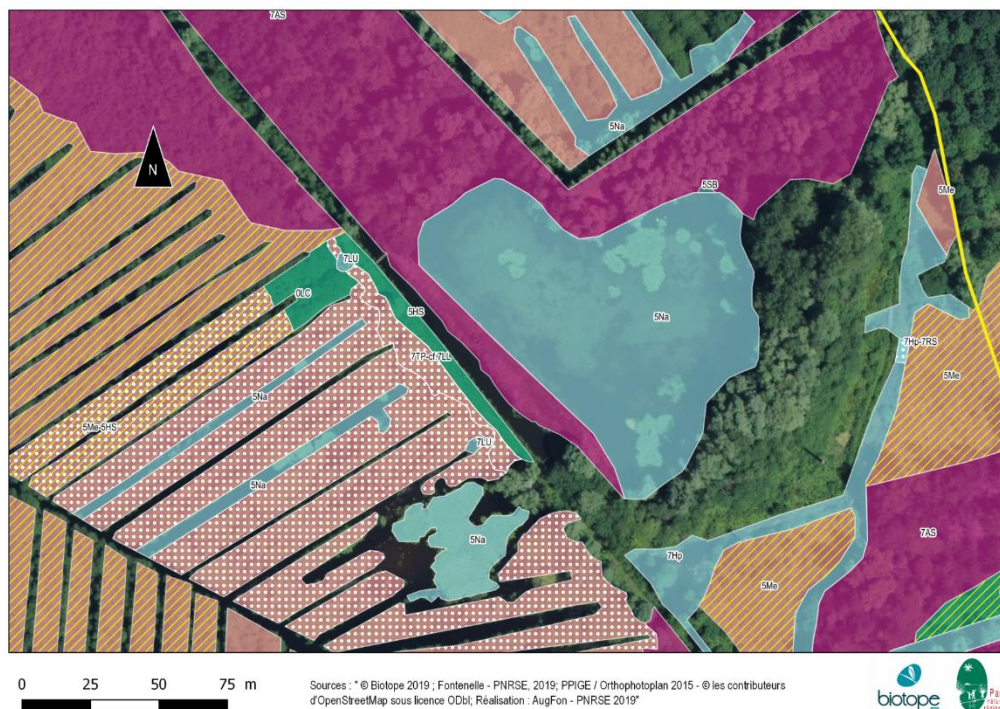 7AS
5Na
5SB
5Me
N
7LU
0LC
5HS
5Na
7Hp-7RS
7TP-cf.7LL
5Me
5Na
5Me-5HS
7LU
5Na
5Na
7AS
7Hp
5Me
0 25 50 75 m
Sources : " © Biotope 2019 ; Fontenelle - PNRSE, 2019; PPIGE / Orthophotoplan 2015 - © les contributeurs
d'OpenStreetMap sous licence ODbl; Réalisation : AugFon - PNRSE 2019"
biotope